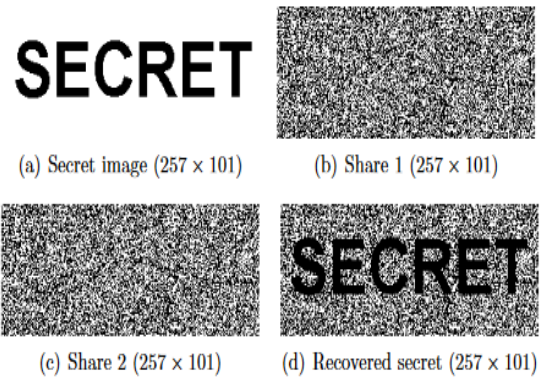 SECRET
(a) Secret image (257 × 101)
(b) Share 1 (257 × 101)
SECRET
(c) Share 2 (257 × 101)
(d) Recovered secret (257 × 101)